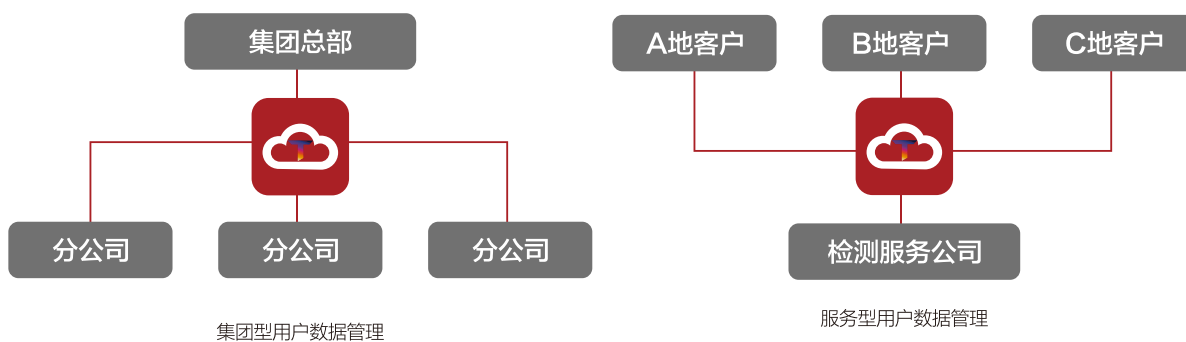 集团总部
分公司
分公司
分公司
集团型用户数据管理
A地客户
B地客户
C地客户
T
检测服务公司
服务型用户数据管理